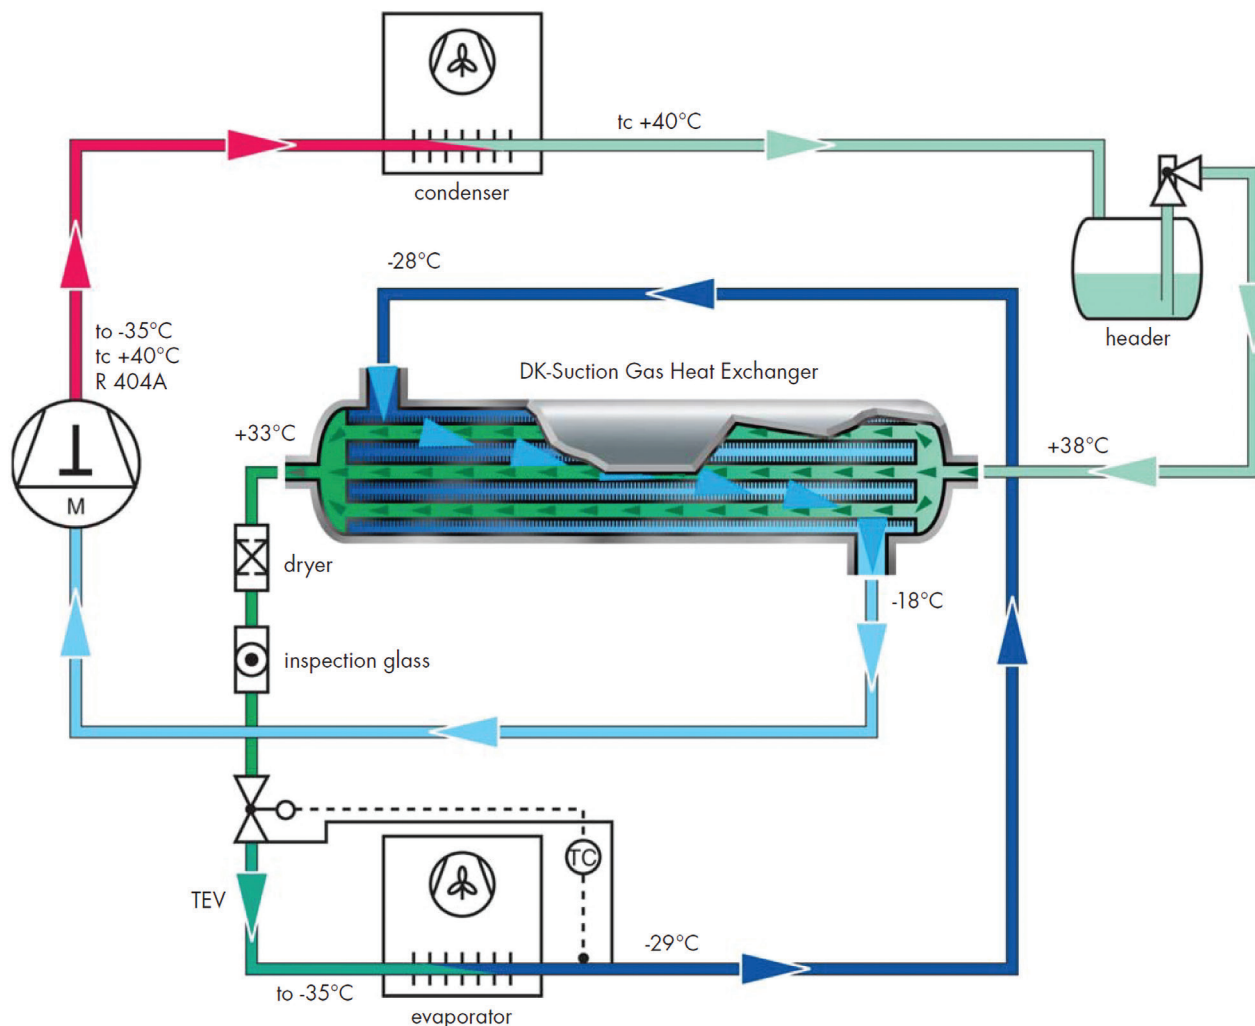 tc +40°C
condenser
-28°C
header
to -35°C
tc +40°C
R 404A
DK-Suction Gas Heat Exchanger
+33°C
+38°C
M
dryer
-18°C
inspection glass
TC
TEV
-29°C
to -35°C
evaporator